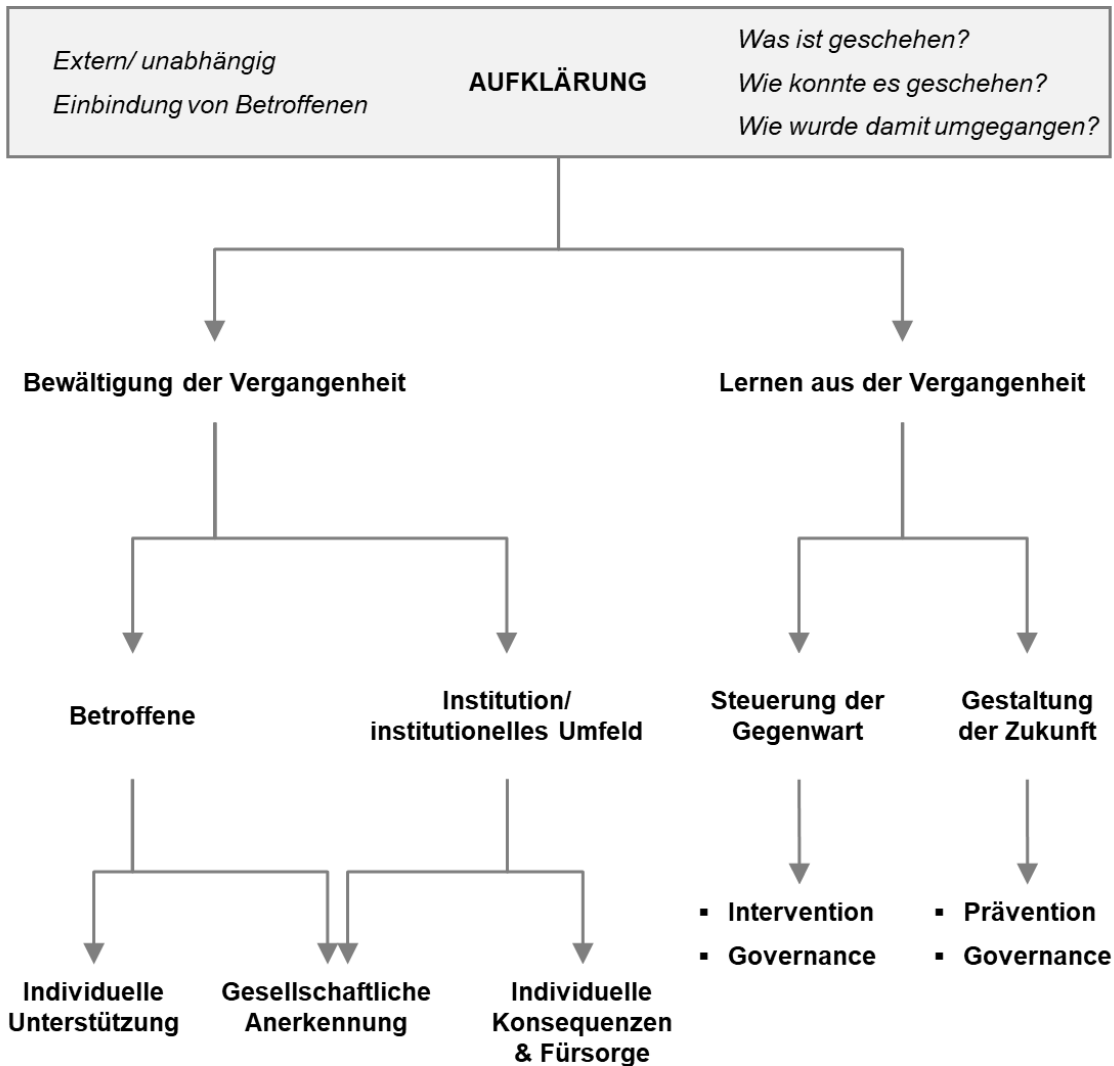 Extern/ unabhängig
Einbindung von Betroffenen
AUFKLÄRUNG
Was ist geschehen?
Wie konnte es geschehen?
Wie wurde damit umgegangen?
Bewältigung der Vergangenheit
Lernen aus der Vergangenheit
Betroffene
Institution/
institutionelles Umfeld
Steuerung der
Gegenwart
Gestaltung
der Zukunft
Individuelle
Unterstützung
Gesellschaftliche
Anerkennung
Individuelle
Konsequenzen
& Fürsorge
▪ Intervention
▪ Governance
▪ Prävention
▪ Governance